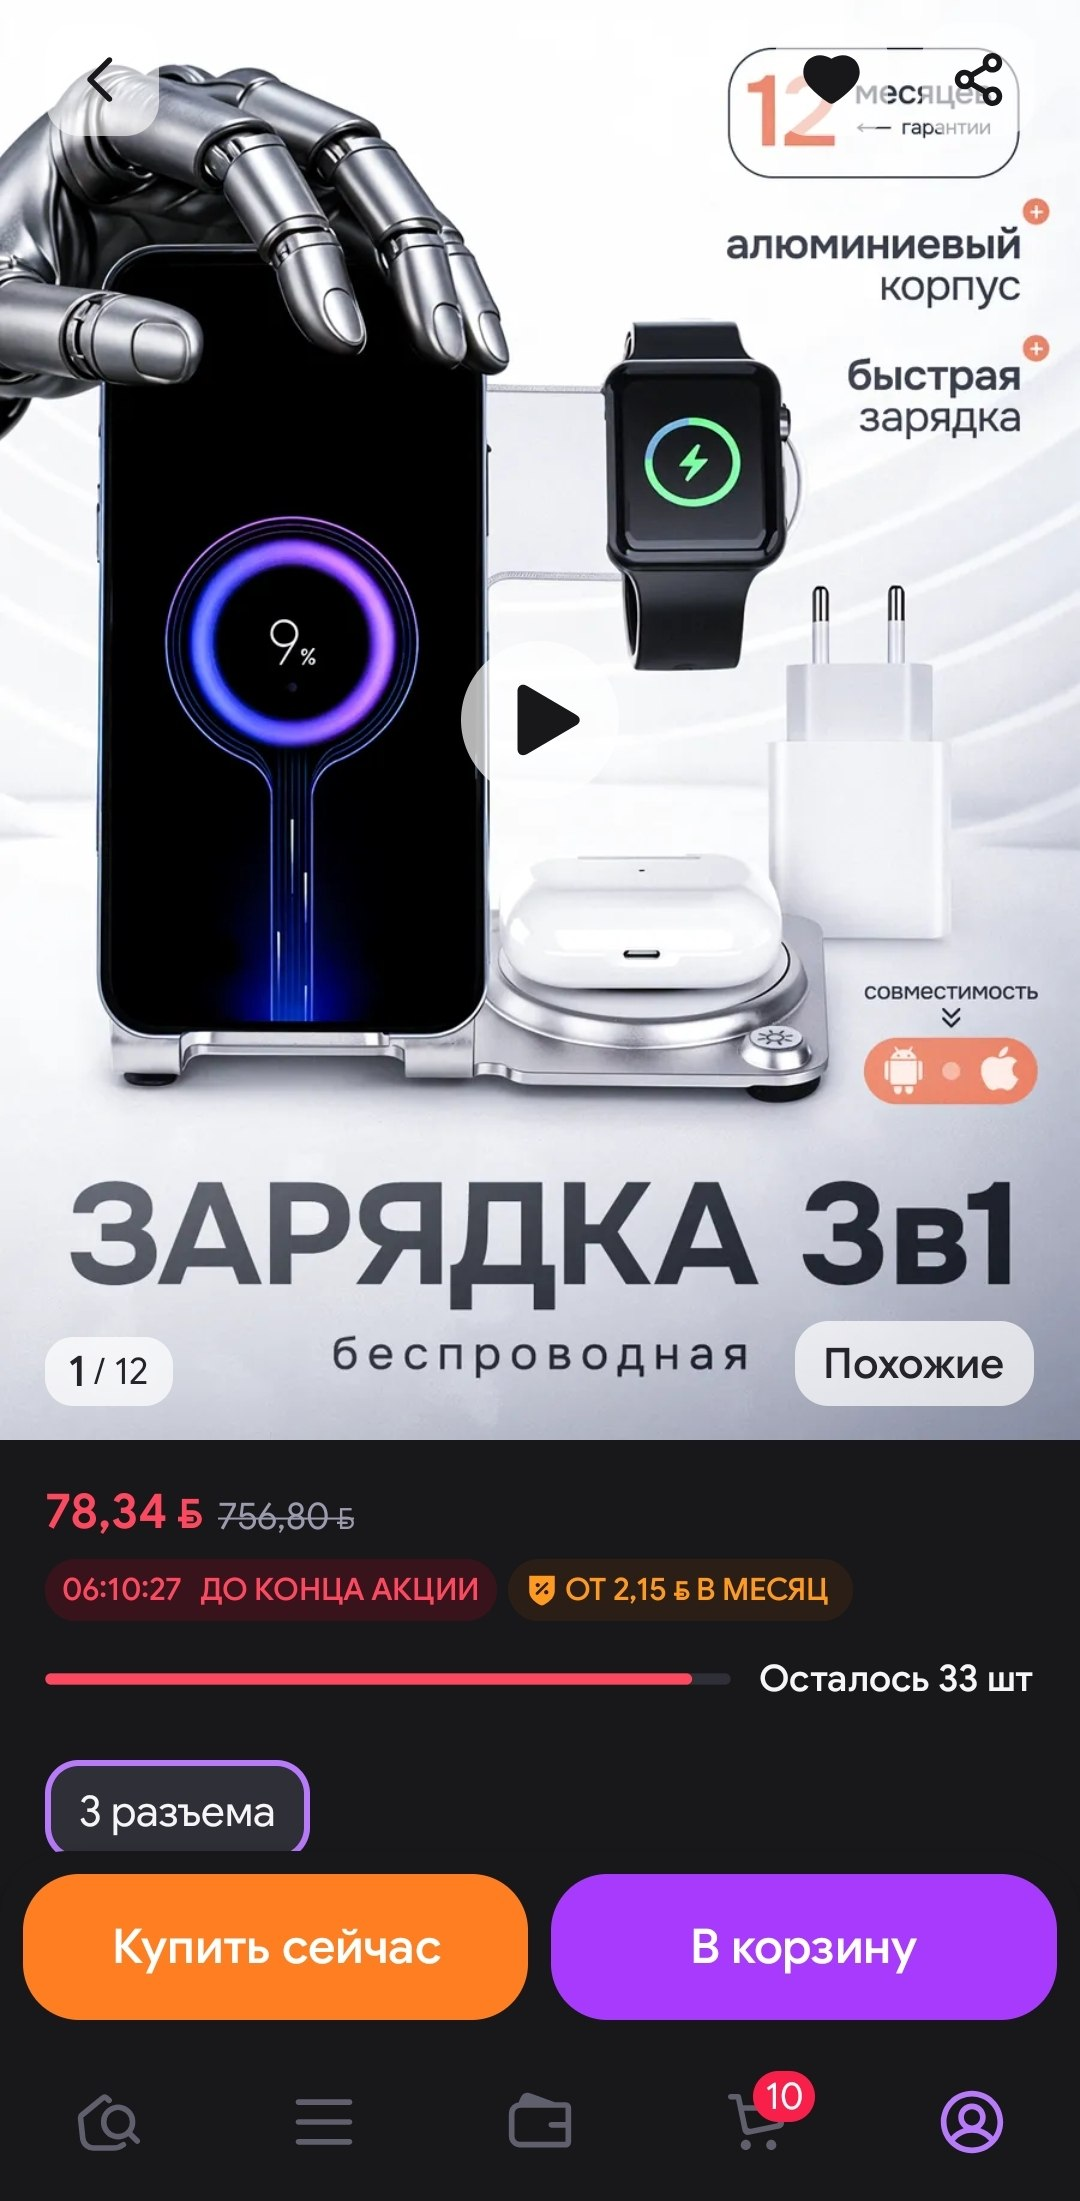 12 месяцев
гарантии
алюминиевый
корпус
быстрая
зарядка
9%
совместимость
ЗАРЯДКА 3в1
беспроводная
1 / 12
Похожие
78,34 Ƃ 756,80 Ƃ
06:10:27 ДО КОНЦА АКЦИИ
ОТ 2,15 Ƃ В МЕСЯЦ
Осталось 33 шт
3 разъема
Купить сейчас
В корзину
10